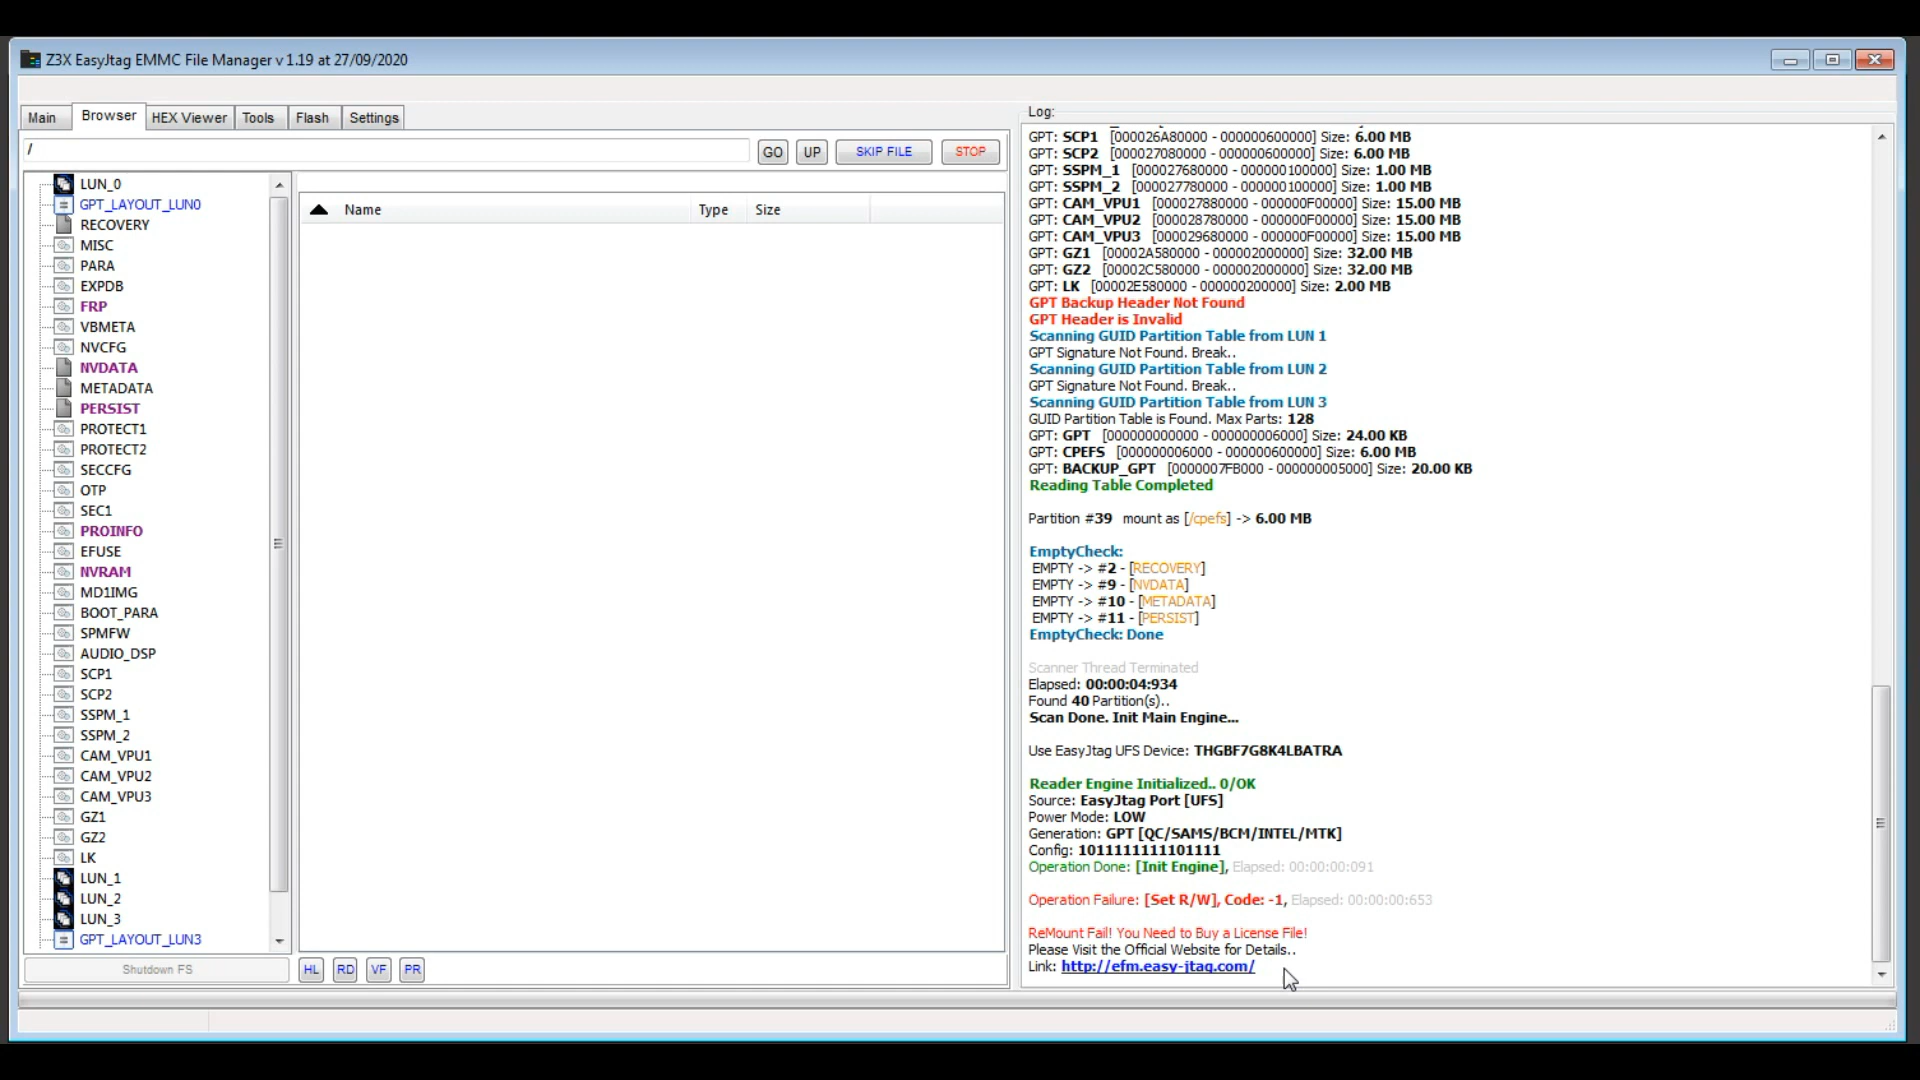 Z3X EasyJtag EMMC File Manager v 1.19 at 27/09/2020
Main Browser HEX Viewer Tools Flash Settings
/ GO UP SKIP FILE STOP
LUN_0
GPT_LAYOUT_LUN0
RECOVERY
MISC
PARA
EXPDB
FRP
VBMETA
NVCFG
NVDATA
METADATA
PERSIST
PROTECT1
PROTECT2
SECCFG
OTP
SEC1
PROINFO
EFUSE
NVRAM
MD1IMG
BOOT_PARA
SPMFW
AUDIO_DSP
SCP1
SCP2
SSPM_1
SSPM_2
CAM_VPU1
CAM_VPU2
CAM_VPU3
GZ1
GZ2
LK
LUN_1
LUN_2
LUN_3
GPT_LAYOUT_LUN3
Shutdown FS
Name Type Size
HL RD VF PR
Log:
GPT: SCP1 [000026A80000 - 000000600000] Size: 6.00 MB
GPT: SCP2 [000027080000 - 000000600000] Size: 6.00 MB
GPT: SSPM_1 [000027680000 - 000000100000] Size: 1.00 MB
GPT: SSPM_2 [000027780000 - 000000100000] Size: 1.00 MB
GPT: CAM_VPU1 [000027880000 - 000000F00000] Size: 15.00 MB
GPT: CAM_VPU2 [000028780000 - 000000F00000] Size: 15.00 MB
GPT: CAM_VPU3 [000029680000 - 000000F00000] Size: 15.00 MB
GPT: GZ1 [00002A580000 - 000002000000] Size: 32.00 MB
GPT: GZ2 [00002C580000 - 000002000000] Size: 32.00 MB
GPT: LK [00002E580000 - 000000200000] Size: 2.00 MB
GPT Backup Header Not Found
GPT Header is Invalid
Scanning GUID Partition Table from LUN 1
GPT Signature Not Found. Break..
Scanning GUID Partition Table from LUN 2
GPT Signature Not Found. Break..
Scanning GUID Partition Table from LUN 3
GUID Partition Table is Found. Max Parts: 128
GPT: GPT [000000000000 - 000000006000] Size: 24.00 KB
GPT: CPEFS [000000006000 - 000000600000] Size: 6.00 MB
GPT: BACKUP_GPT [0000007FB000 - 000000005000] Size: 20.00 KB
Reading Table Completed
Partition #39 mount as [/cpefs] -> 6.00 MB
EmptyCheck:
EMPTY -> #2 - [RECOVERY]
EMPTY -> #9 - [NVDATA]
EMPTY -> #10 - [METADATA]
EMPTY -> #11 - [PERSIST]
EmptyCheck: Done
Scanner Thread Terminated
Elapsed: 00:00:04:934
Found 40 Partition(s)..
Scan Done. Init Main Engine...
Use EasyJtag UFS Device: THGBF7G8K4LBATRA
Reader Engine Initialized.. 0/OK
Source: EasyJtag Port [UFS]
Power Mode: LOW
Generation: GPT [QC/SAMS/BCM/INTEL/MTK]
Config: 1011111111101111
Operation Done: [Init Engine], Elapsed: 00:00:00:091
Operation Failure: [Set R/W], Code: -1, Elapsed: 00:00:00:653
ReMount Fail! You Need to Buy a License File!
Please Visit the Official Website for Details..
Link: http://efm.easy-jtag.com/